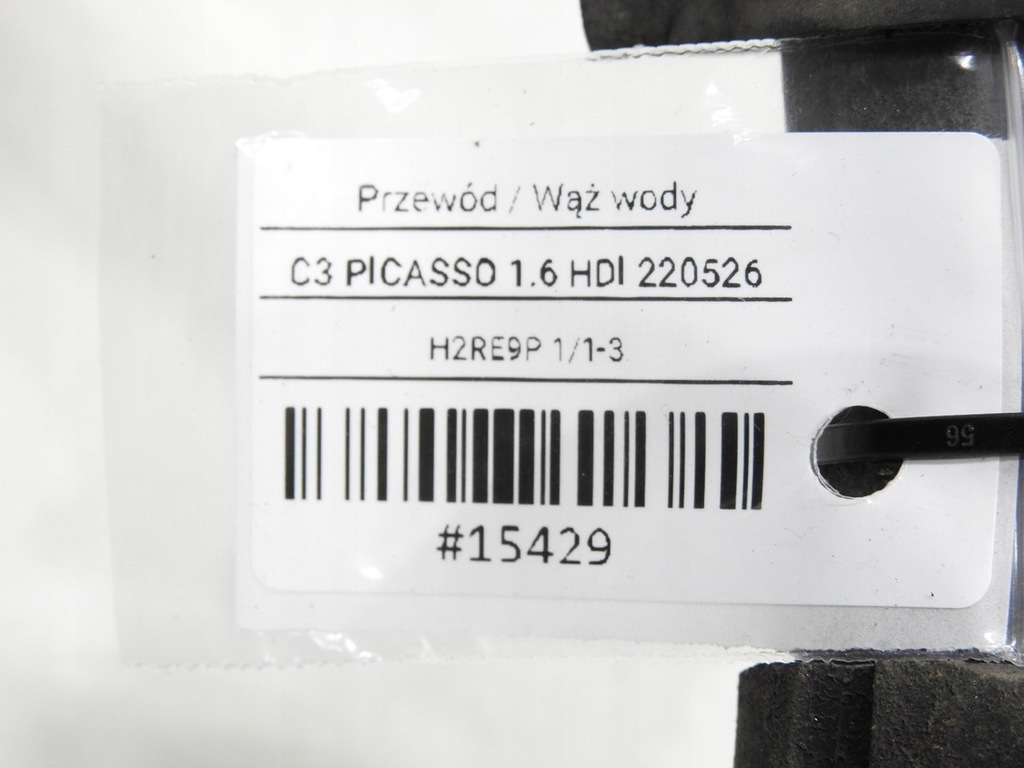 Przewód / Wąż wody
C3 PICASSO 1.6 HDI 220526
H2RE9P 1/1-3
#15429
56